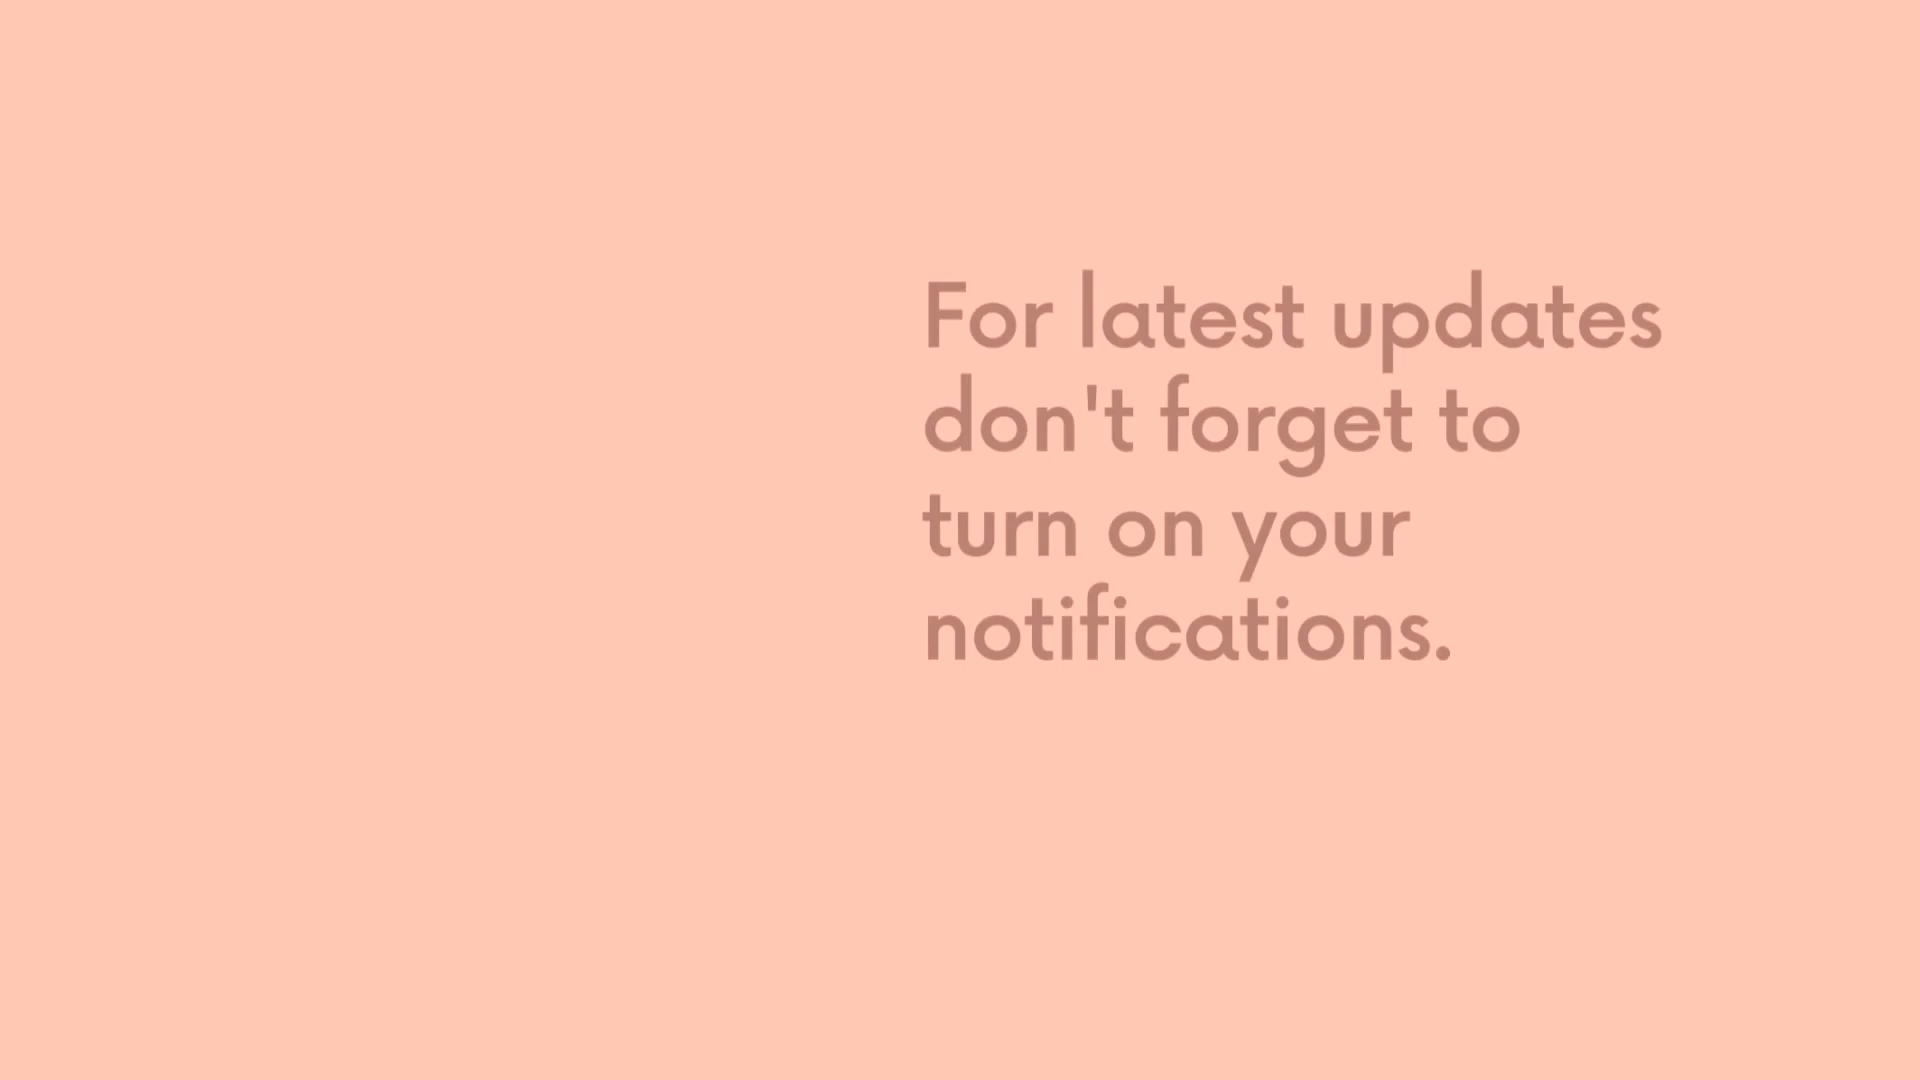 For latest updates
don't forget to
turn on your
notifications.